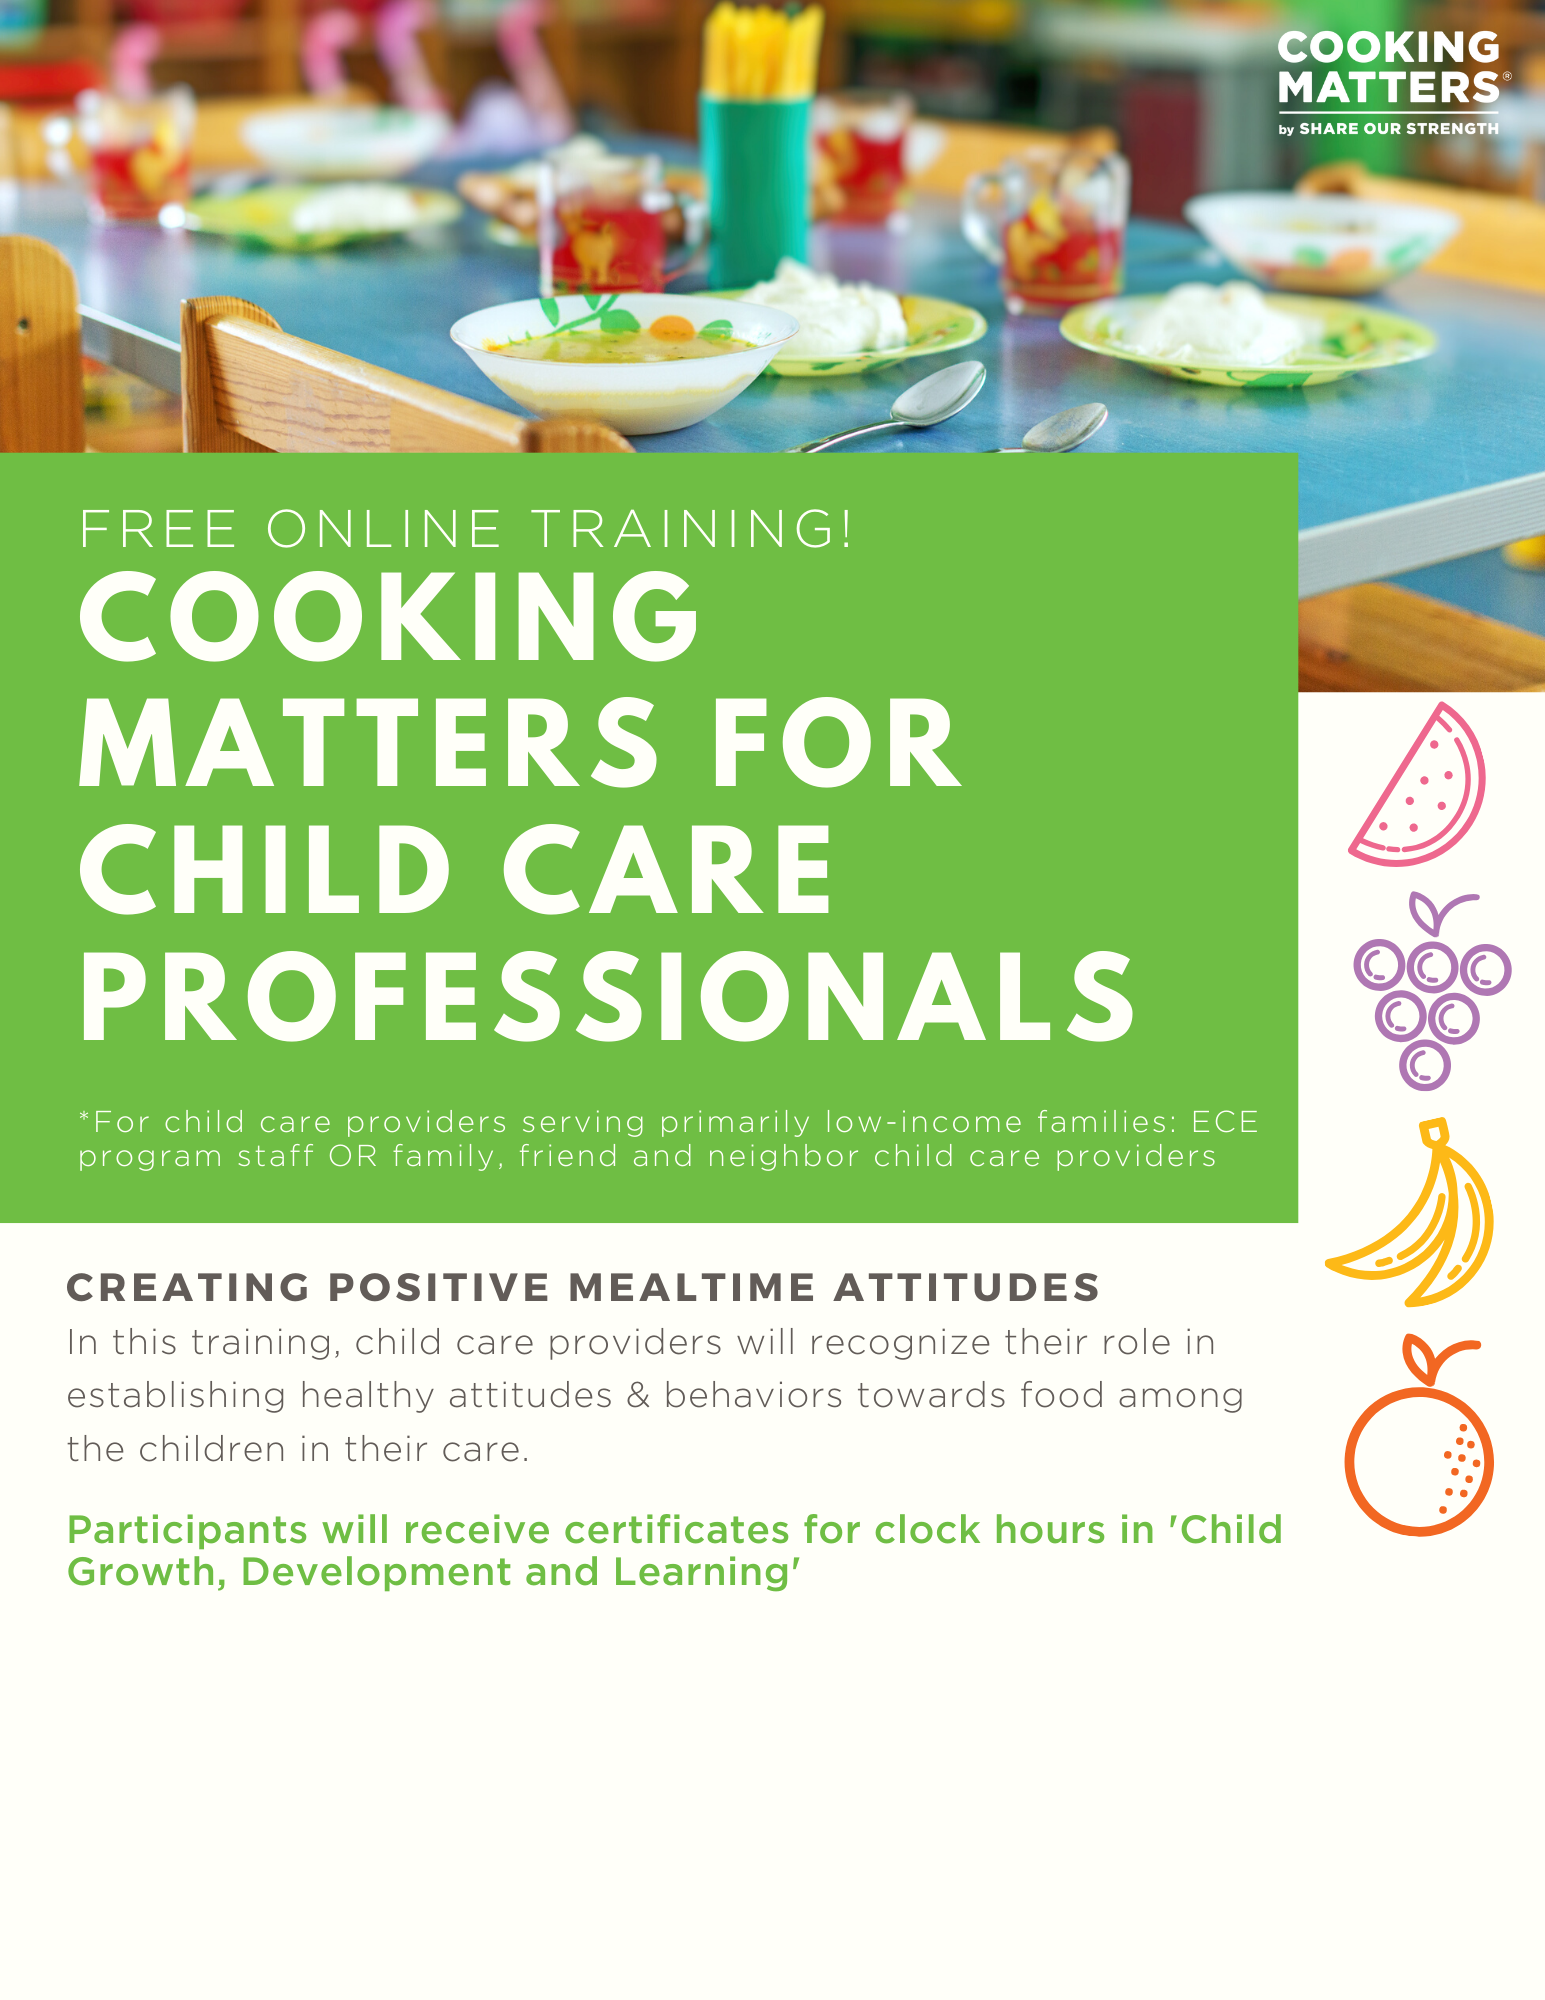 COOKING
MATTERS®
by SHARE OUR STRENGTH
FREE ONLINE TRAINING!
COOKING
MATTERS FOR
CHILD CARE
PROFESSIONALS
*For child care providers serving primarily low-income families: ECE
program staff OR family, friend and neighbor child care providers
CREATING POSITIVE MEALTIME ATTITUDES
In this training, child care providers will recognize their role in
establishing healthy attitudes & behaviors towards food among
the children in their care.
Participants will receive certificates for clock hours in 'Child
Growth, Development and Learning'